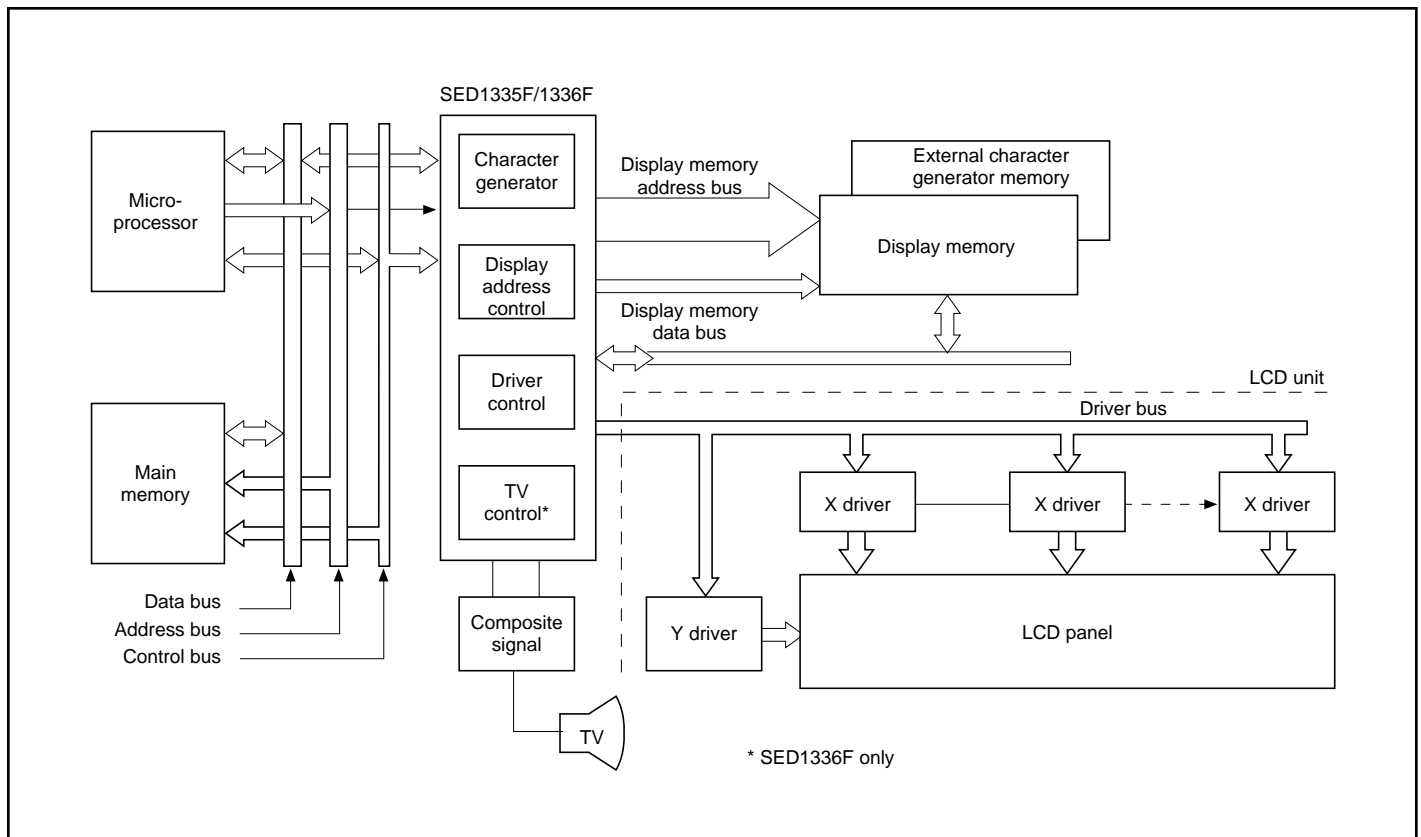 SED1335F/1336F
Micro-
processor
Main
memory
Data bus
Address bus
Control bus
Character
generator
Display
address
control
Driver
control
TV
control*
Composite
signal
TV
Display memory
address bus
Display memory
data bus
External character
generator memory
Display memory
LCD unit
Driver bus
X driver
X driver
X driver
Y driver
LCD panel
* SED1336F only